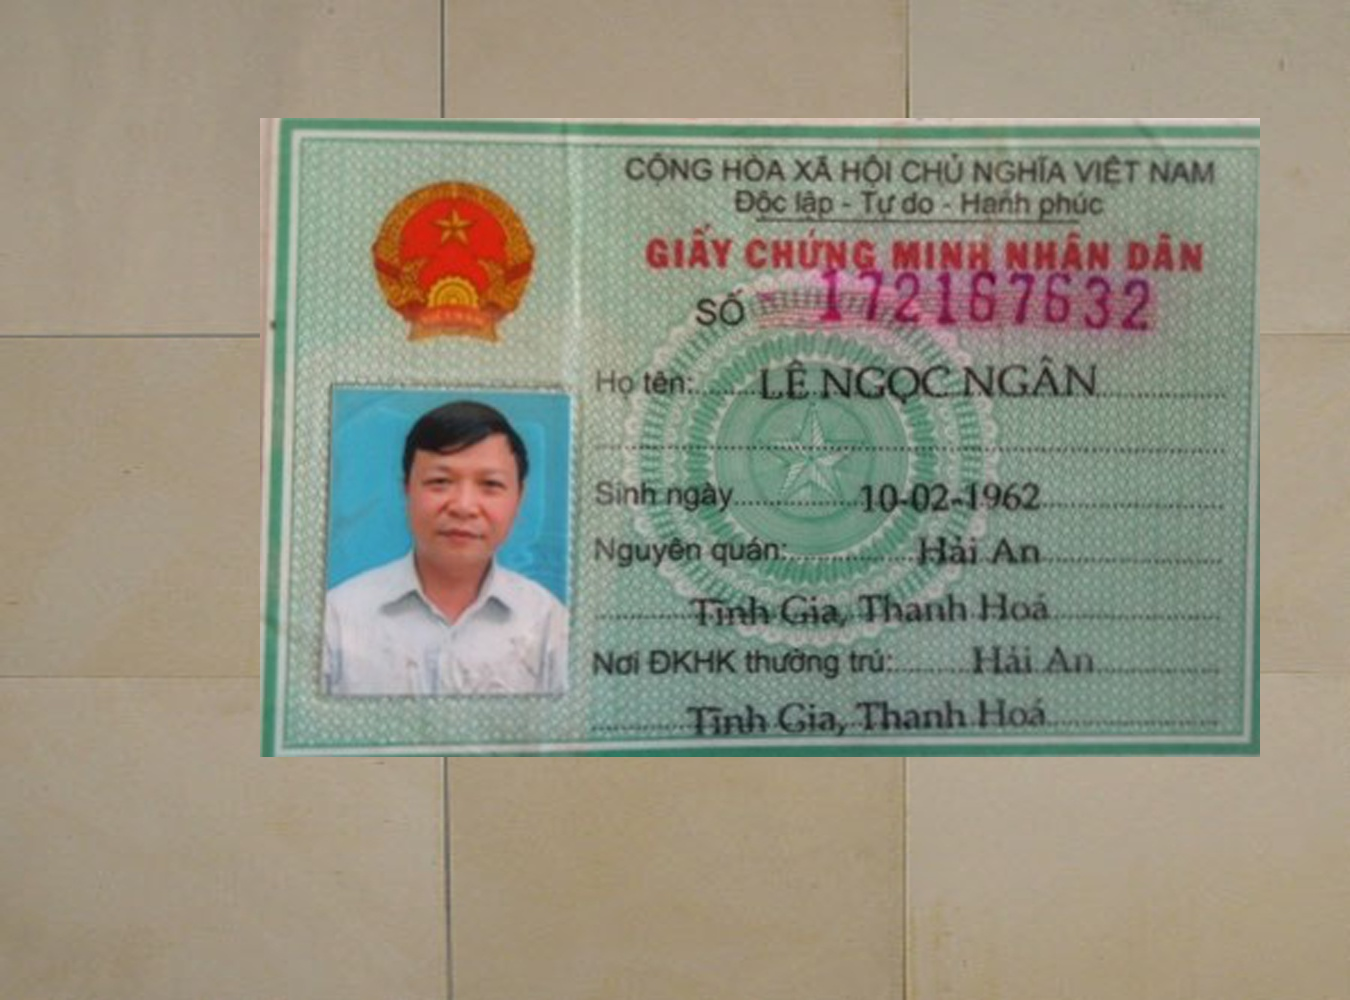 CỘNG HÒA XÃ HỘI CHỦ NGHĨA VIỆT NAM
Độc lập - Tự do - Hạnh phúc
GIẤY CHỨNG MINH NHÂN DÂN
SỐ 172167632
Họ tên: LÊ NGỌC NGÂN
Sinh ngày 10-02-1962
Nguyên quán: Hải An
Tĩnh Gia, Thanh Hoá
Nơi ĐKHK thường trú: Hải An
Tĩnh Gia, Thanh Hoá